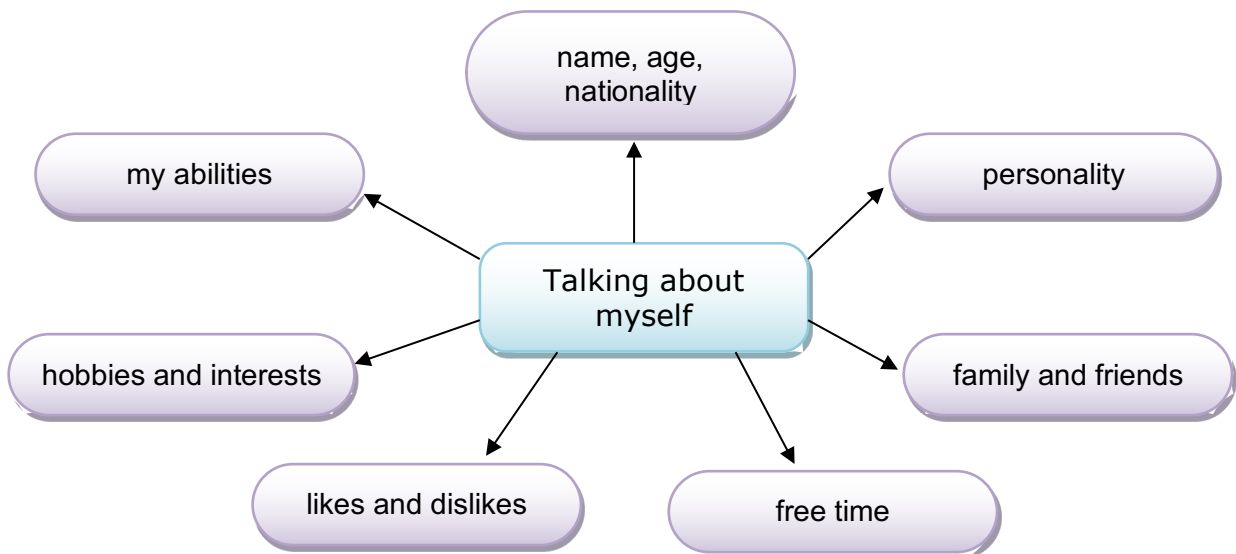 name, age,
nationality
my abilities
personality
Talking about
myself
hobbies and interests
family and friends
likes and dislikes
free time